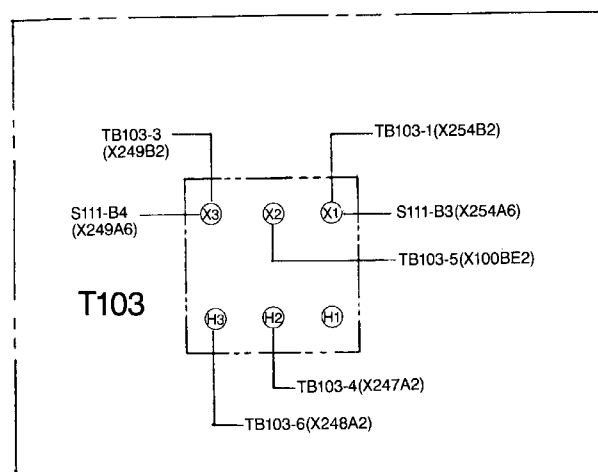 TB103-3
(X249B2)
TB103-1(X254B2)
S111-B4
(X249A6)
X3
X2
X1
S111-B3(X254A6)
TB103-5(X100BE2)
T103
H3
H2
H1
TB103-4(X247A2)
TB103-6(X248A2)